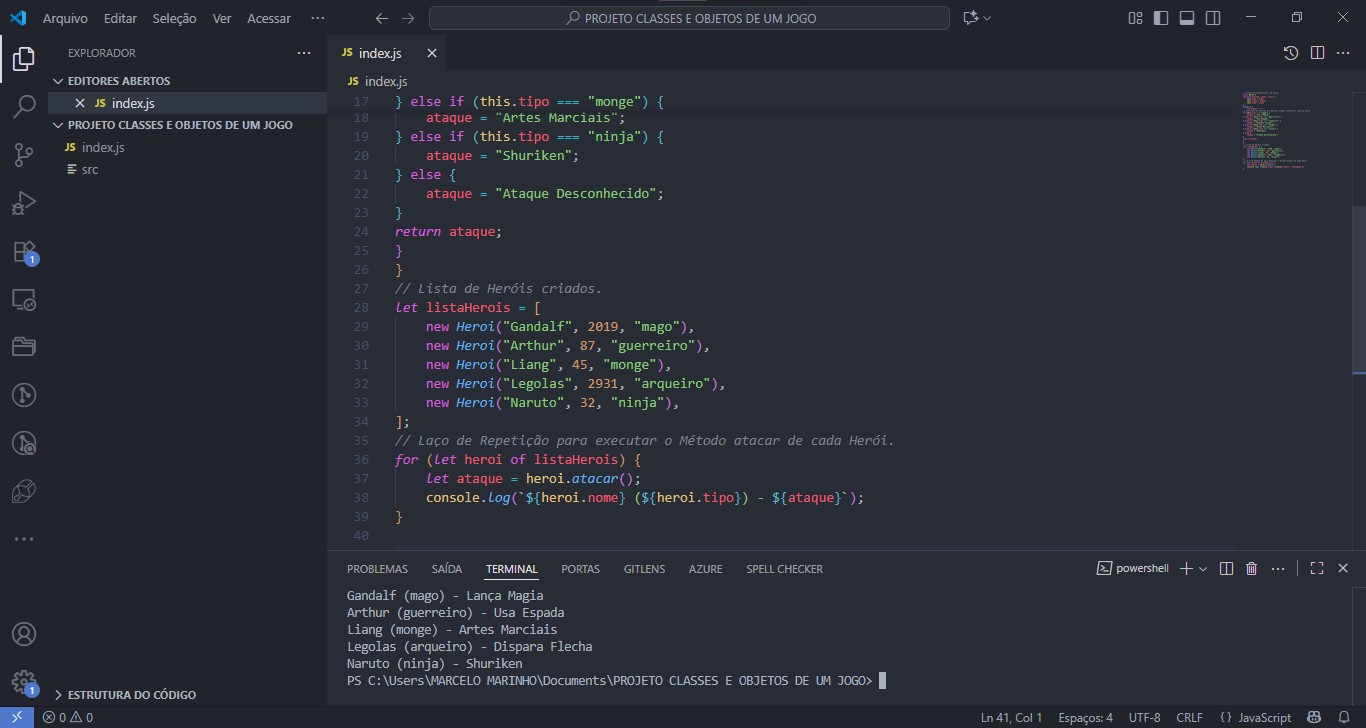 Arquivo Editar Seleção Ver Acessar ··· PROJETO CLASSES E OBJETOS DE UM JOGO
EXPLORADOR ···
EDITORES ABERTOS
JS index.js
PROJETO CLASSES E OBJETOS DE UM JOGO
JS index.js
src
ESTRUTURA DO CÓDIGO
1
1
JS index.js
JS index.js
17 } else if (this.tipo === "monge") {
18 ataque = "Artes Marciais";
19 } else if (this.tipo === "ninja") {
20 ataque = "Shuriken";
21 } else {
22 ataque = "Ataque Desconhecido";
23 }
24 return ataque;
25 }
26 }
27 // Lista de Heróis criados.
28 let listaHerois = [
29 new Heroi("Gandalf", 2019, "mago"),
30 new Heroi("Arthur", 87, "guerreiro"),
31 new Heroi("Liang", 45, "monge"),
32 new Heroi("Legolas", 2931, "arqueiro"),
33 new Heroi("Naruto", 32, "ninja"),
34 ];
35 // Laço de Repetição para executar o Método atacar de cada Herói.
36 for (let heroi of listaHerois) {
37 let ataque = heroi.atacar();
38 console.log(`${heroi.nome} (${heroi.tipo}) - ${ataque}`);
39 }
40
PROBLEMAS SAÍDA TERMINAL PORTAS GITLENS AZURE SPELL CHECKER powershell
Gandalf (mago) - Lança Magia
Arthur (guerreiro) - Usa Espada
Liang (monge) - Artes Marciais
Legolas (arqueiro) - Dispara Flecha
Naruto (ninja) - Shuriken
PS C:\Users\MARCELO MARINHO\Documents\PROJETO CLASSES E OBJETOS DE UM JOGO>
0 0 Ln 41, Col 1 Espaços: 4 UTF-8 CRLF {} JavaScript